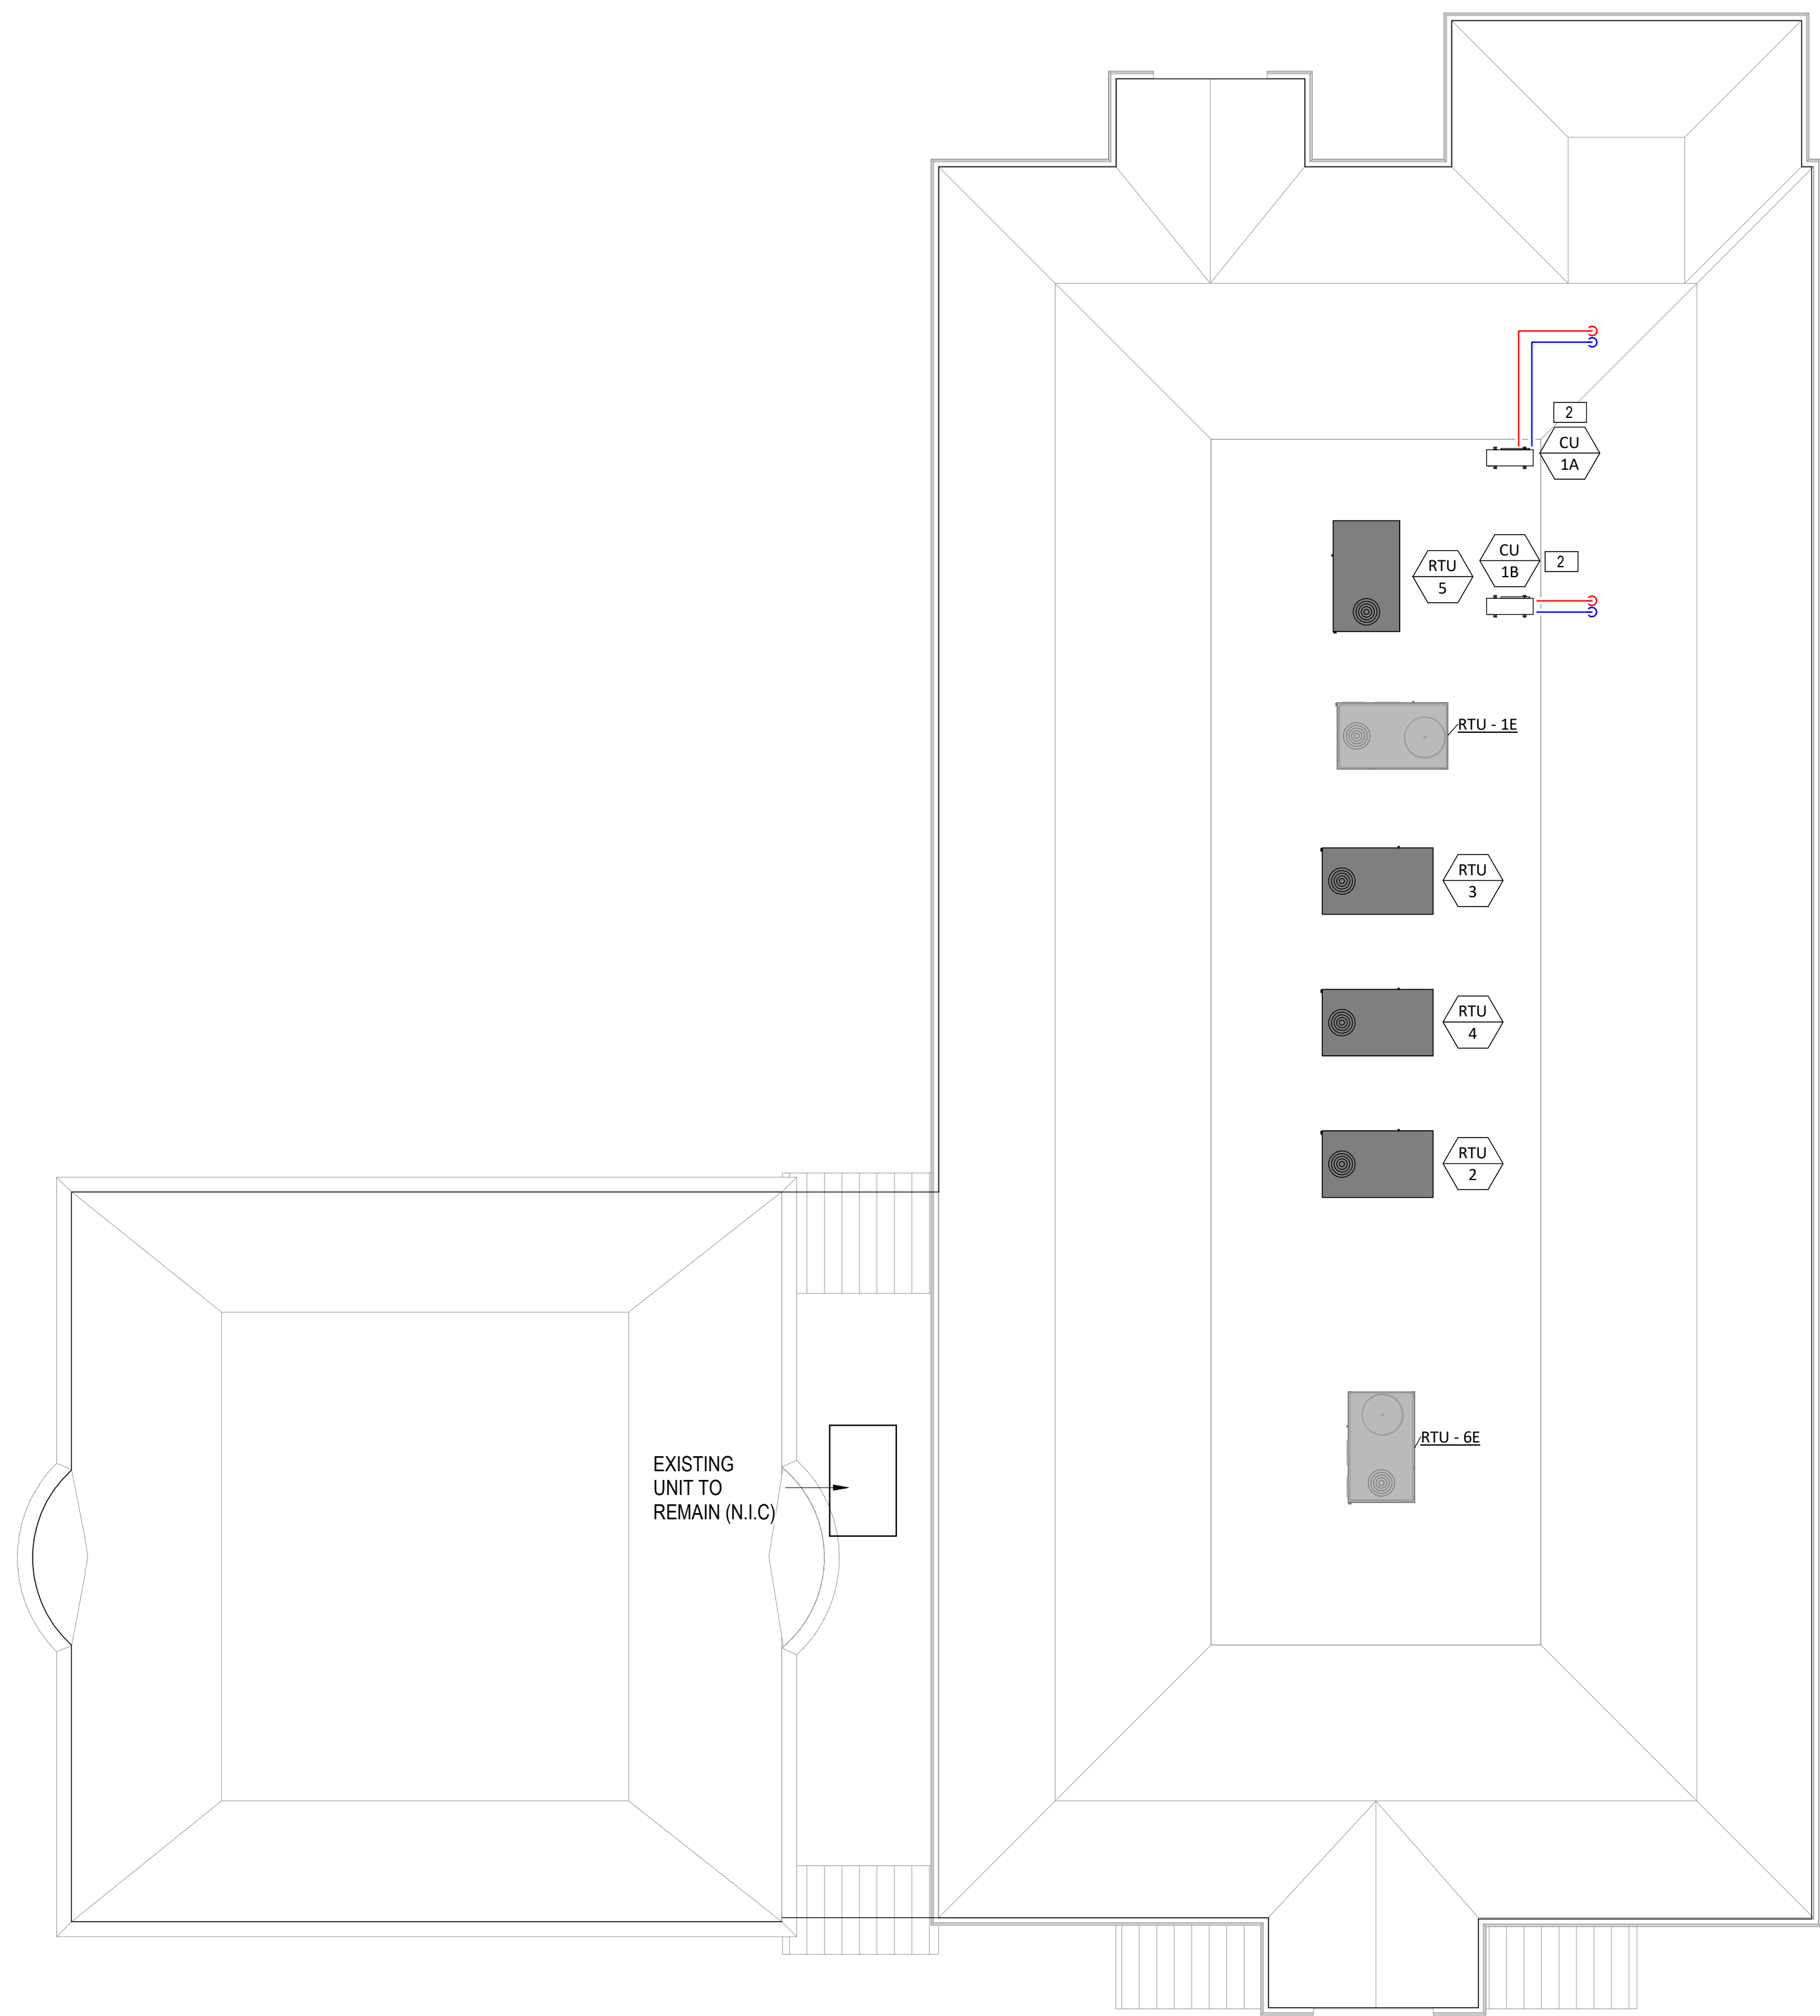 2
CU
1A
CU
1B
2
RTU
5
RTU - 1E
RTU
3
RTU
4
RTU
2
RTU - 6E
EXISTING
UNIT TO
REMAIN (N.I.C)